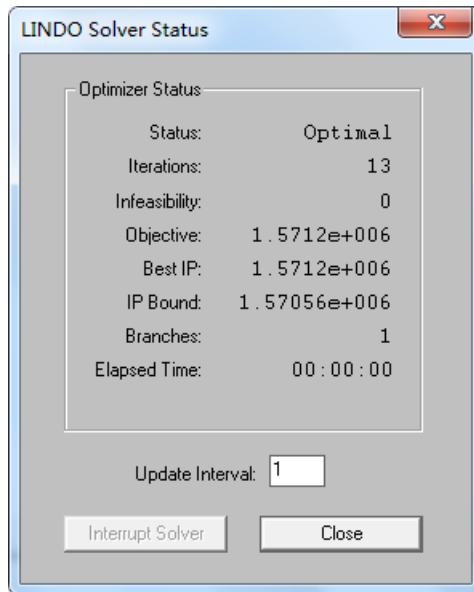 LINDO Solver Status
Optimizer Status
Status: Optimal
Iterations: 13
Infeasibility: 0
Objective: 1.5712e+006
Best IP: 1.5712e+006
IP Bound: 1.57056e+006
Branches: 1
Elapsed Time: 00:00:00
Update Interval: 1
Interrupt Solver Close